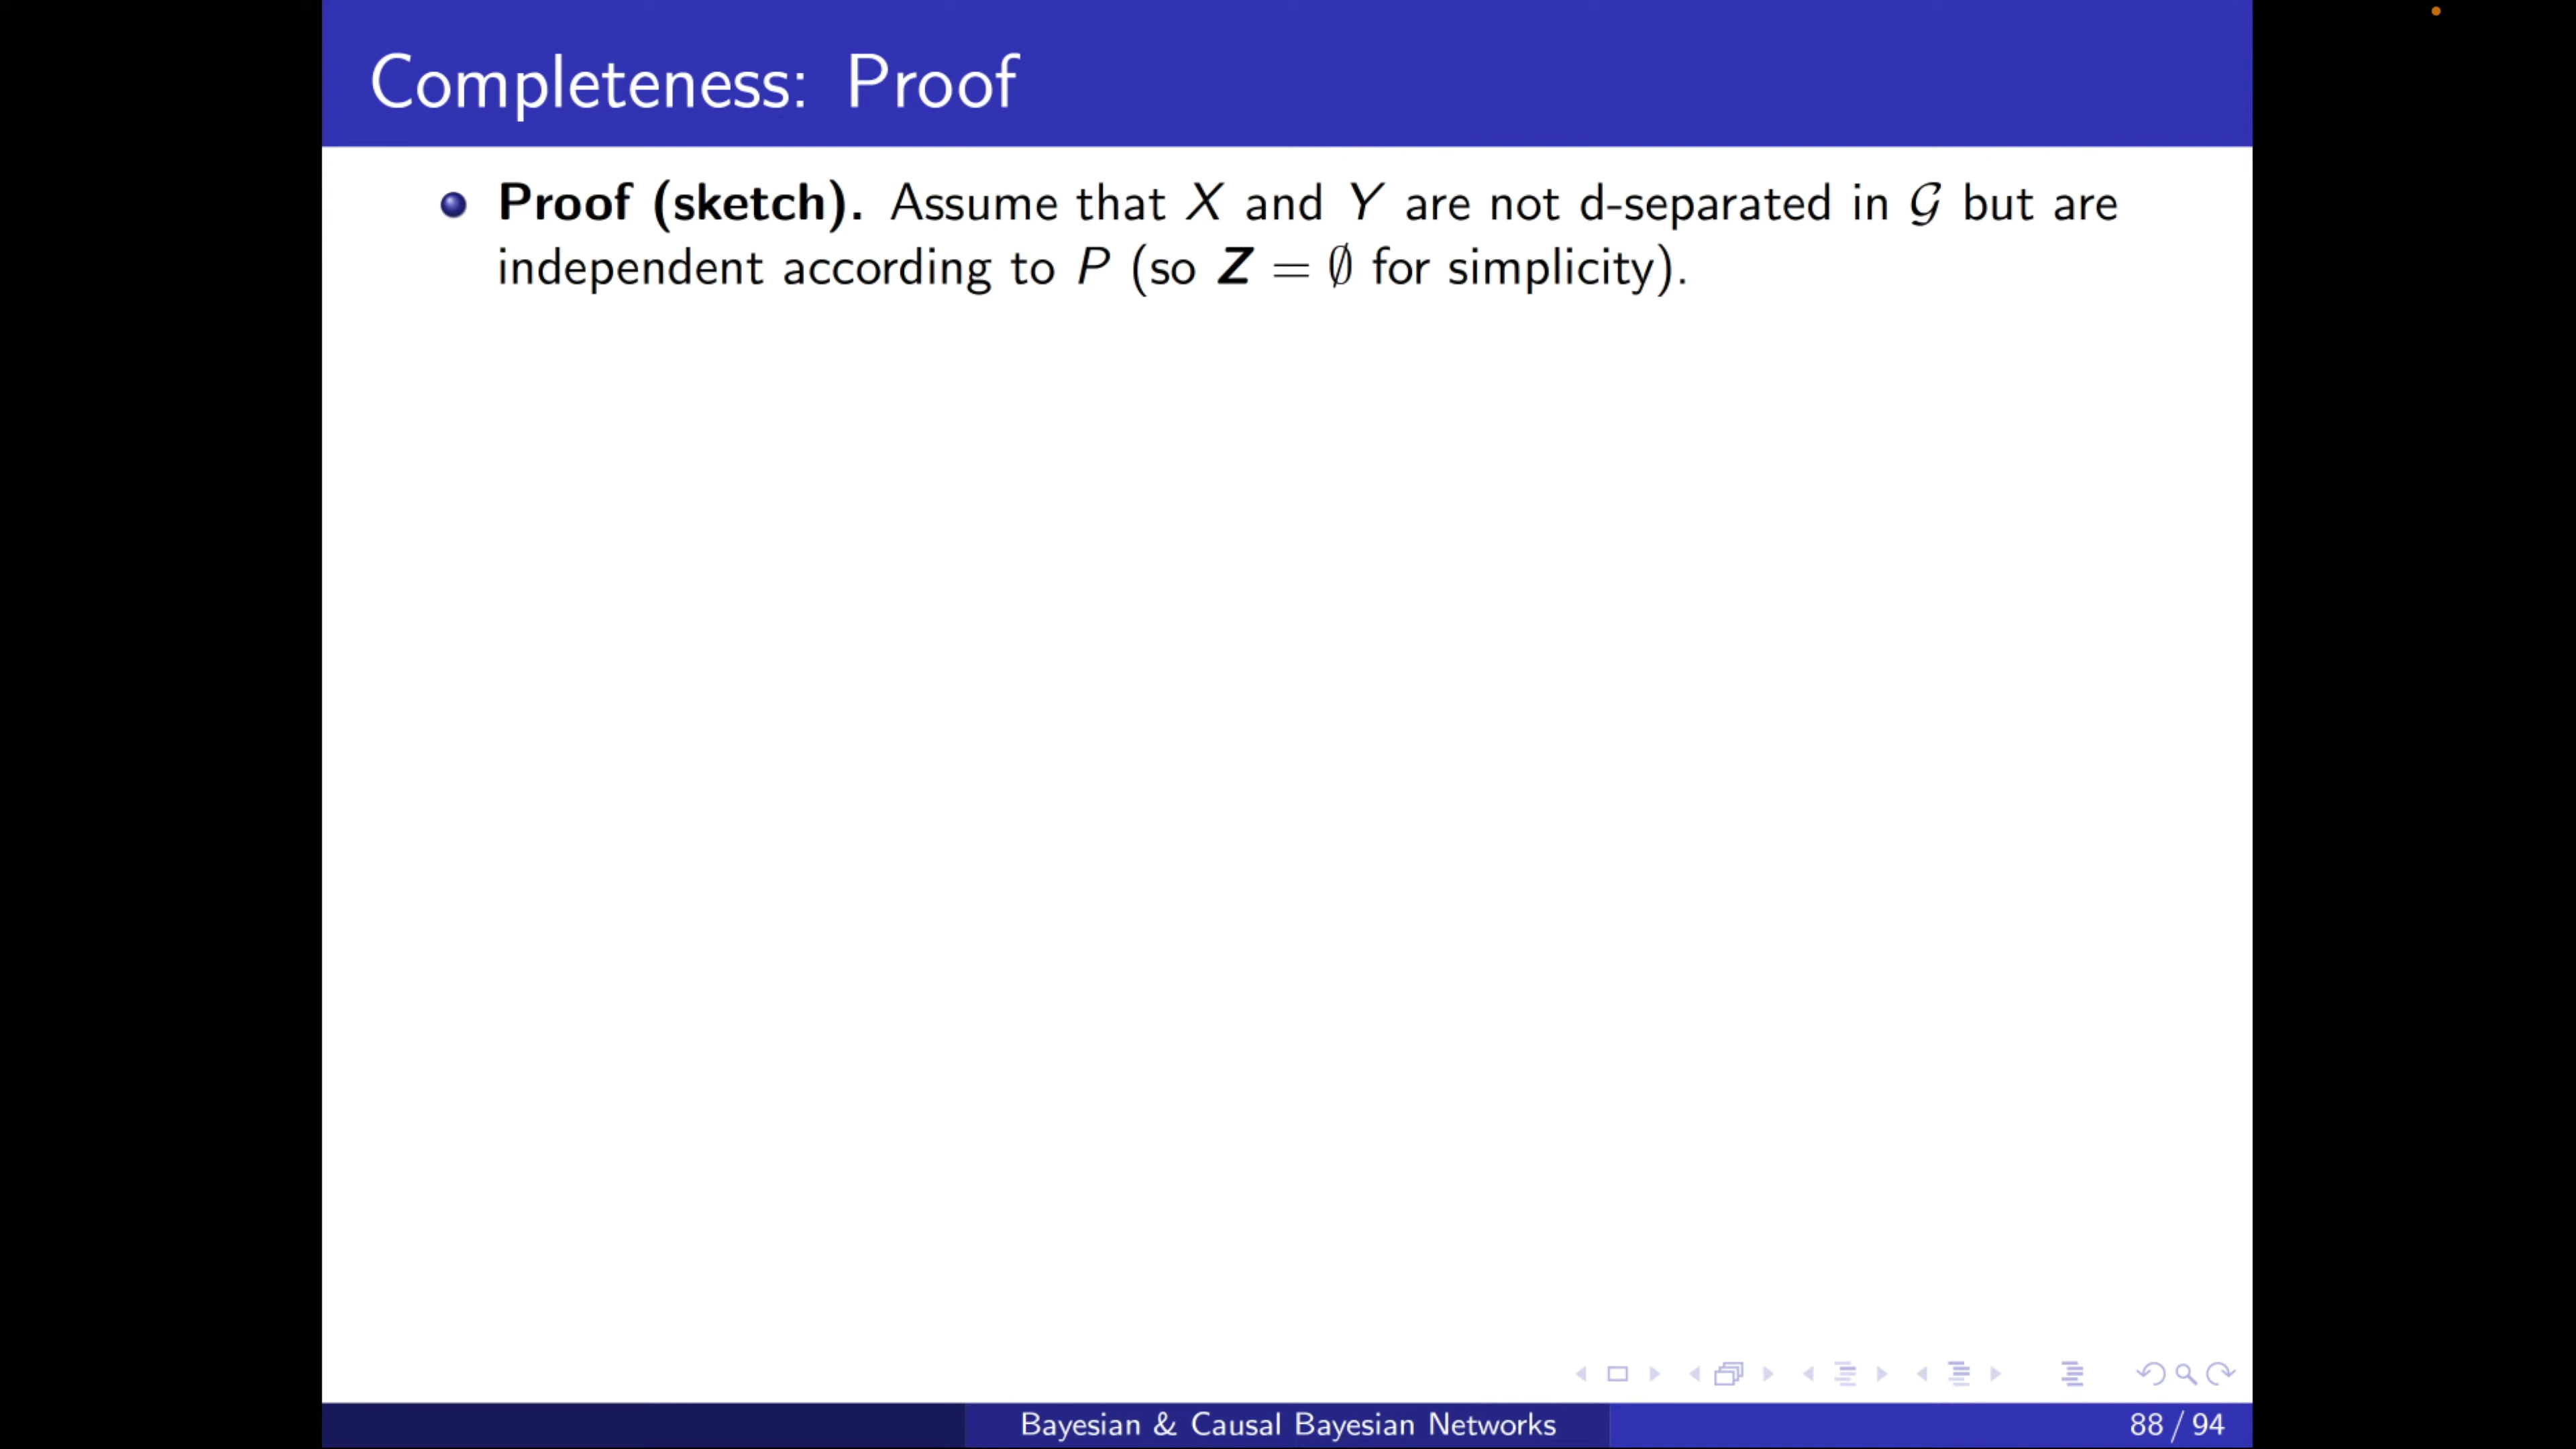 Completeness: Proof
Proof (sketch). Assume that X and Y are not d-separated in 𝒢 but are
independent according to P (so Z = ∅ for simplicity).
Bayesian & Causal Bayesian Networks
88 / 94